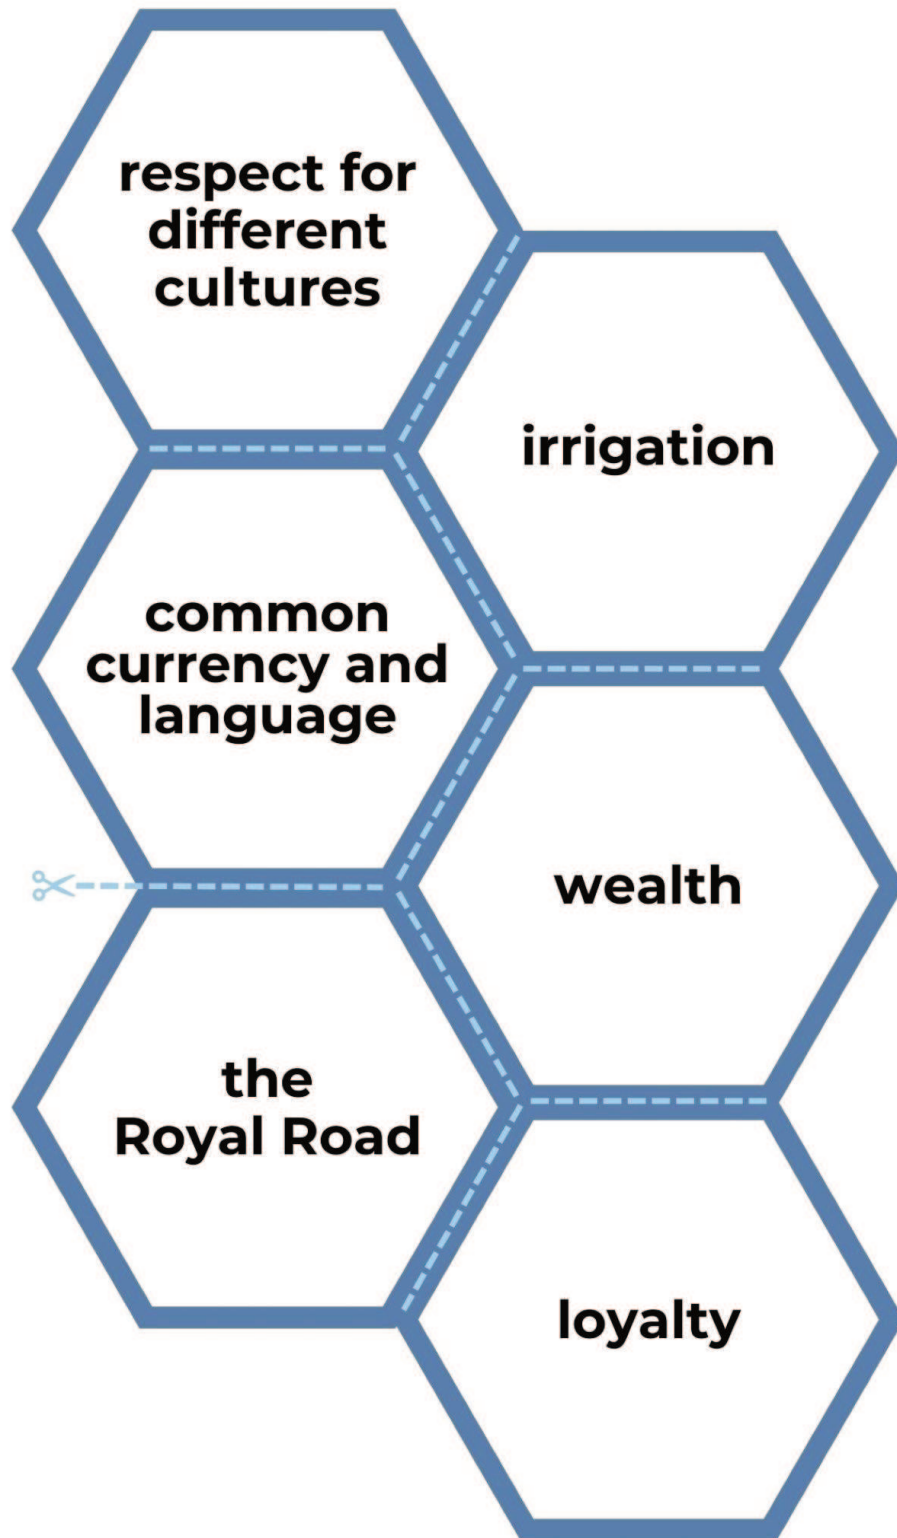 respect for
different
cultures
irrigation
common
currency and
language
wealth
the
Royal Road
loyalty